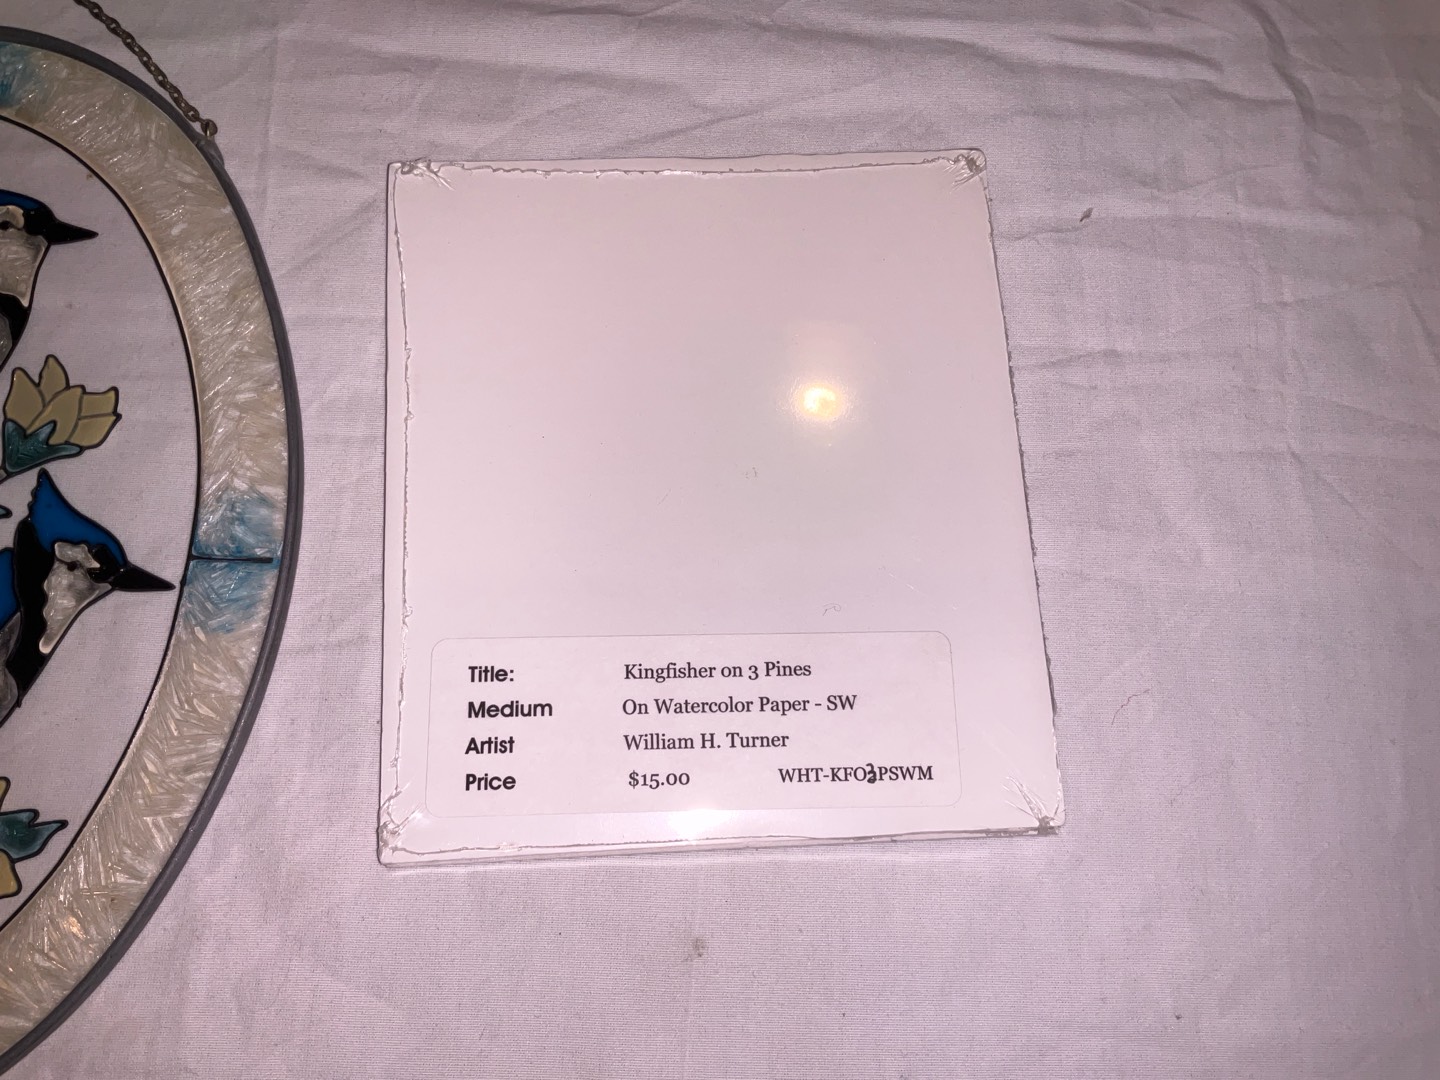 Title: Kingfisher on 3 Pines
Medium On Watercolor Paper - SW
Artist William H. Turner
Price $15.00 WHT-KFO3PSWM